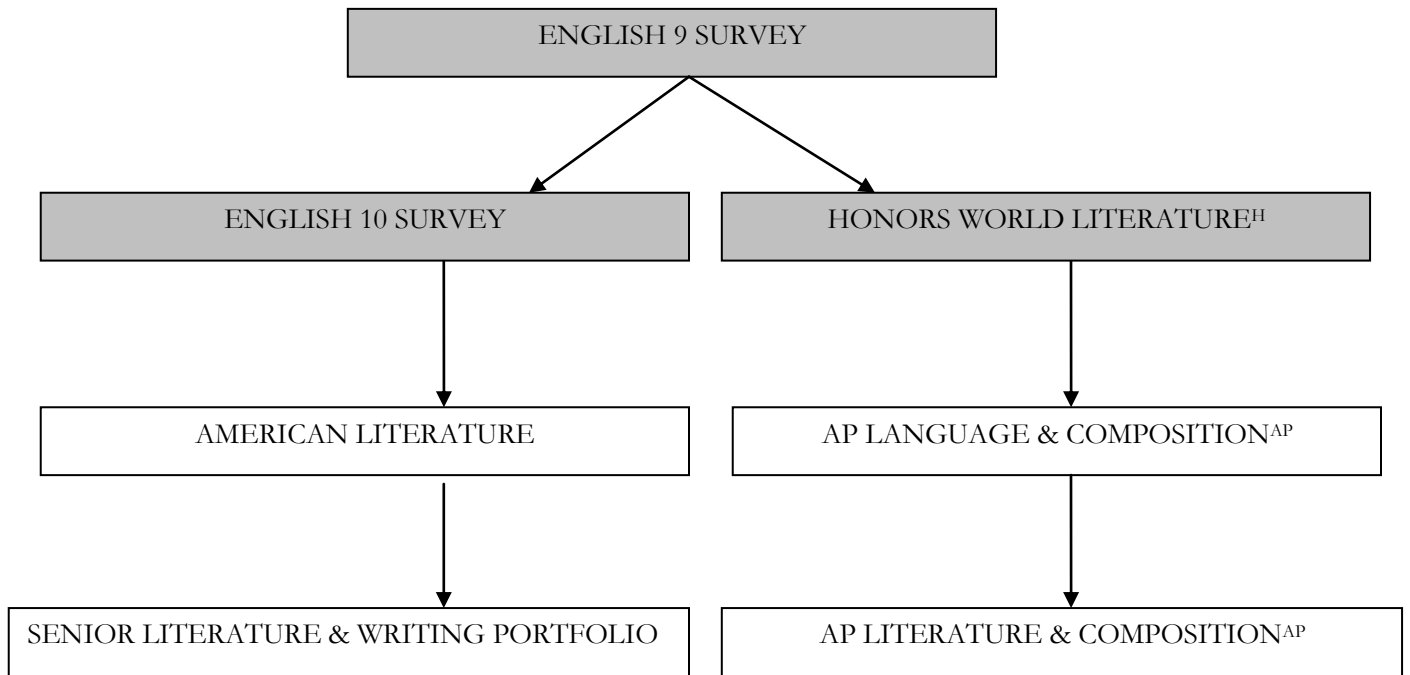 ENGLISH 9 SURVEY
ENGLISH 10 SURVEY
HONORS WORLD LITERATUREᴴ
AMERICAN LITERATURE
AP LANGUAGE & COMPOSITIONᴬᴾ
SENIOR LITERATURE & WRITING PORTFOLIO
AP LITERATURE & COMPOSITIONᴬᴾ